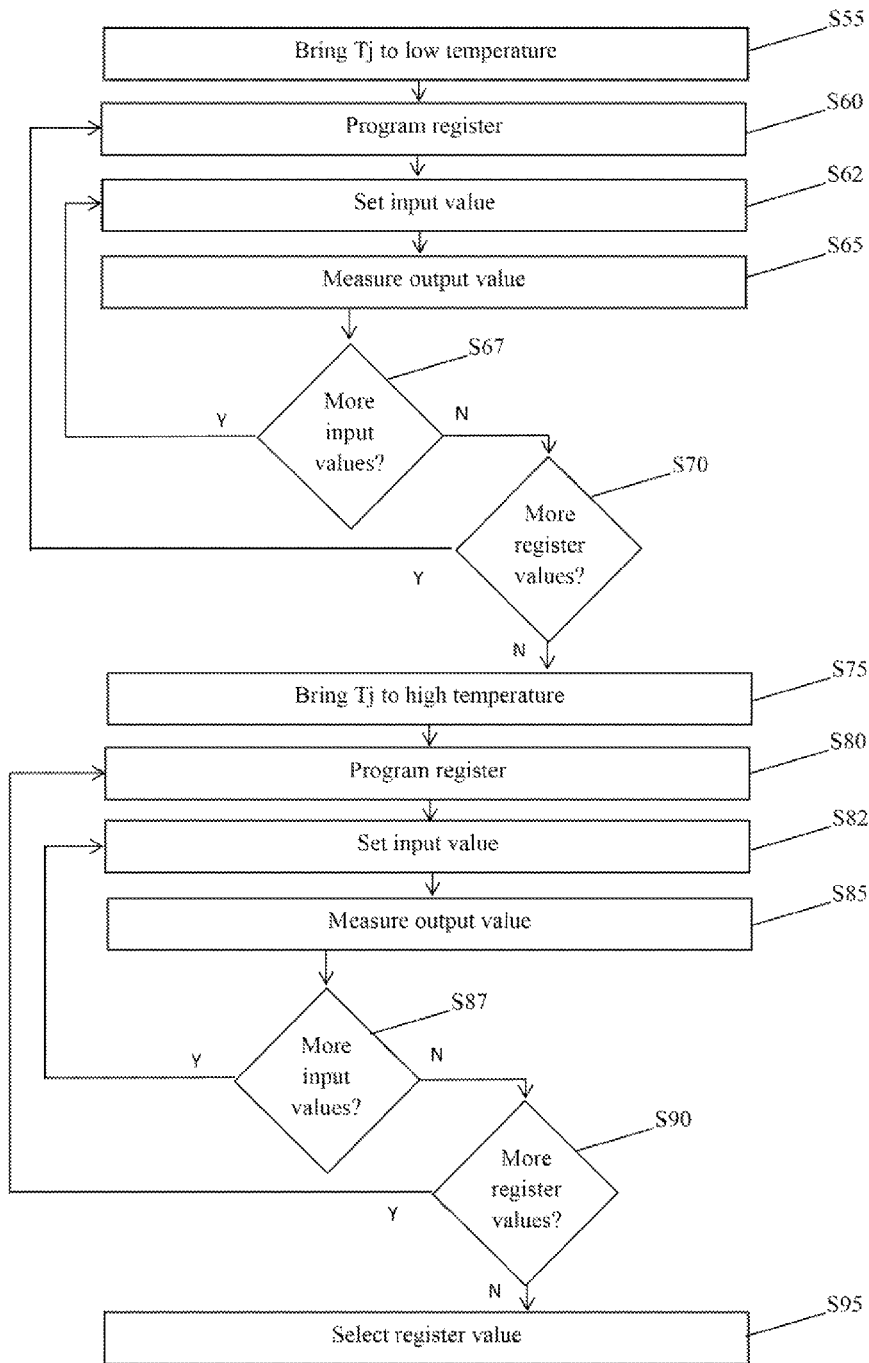 S55
Bring Tj to low temperature
S60
Program register
S62
Set input value
S65
Measure output value
S67
More
input
values?
Y
N
S70
More
register
values?
Y
N
S75
Bring Tj to high temperature
S80
Program register
S82
Set input value
S85
Measure output value
S87
More
input
values?
Y
N
S90
More
register
values?
Y
N
S95
Select register value